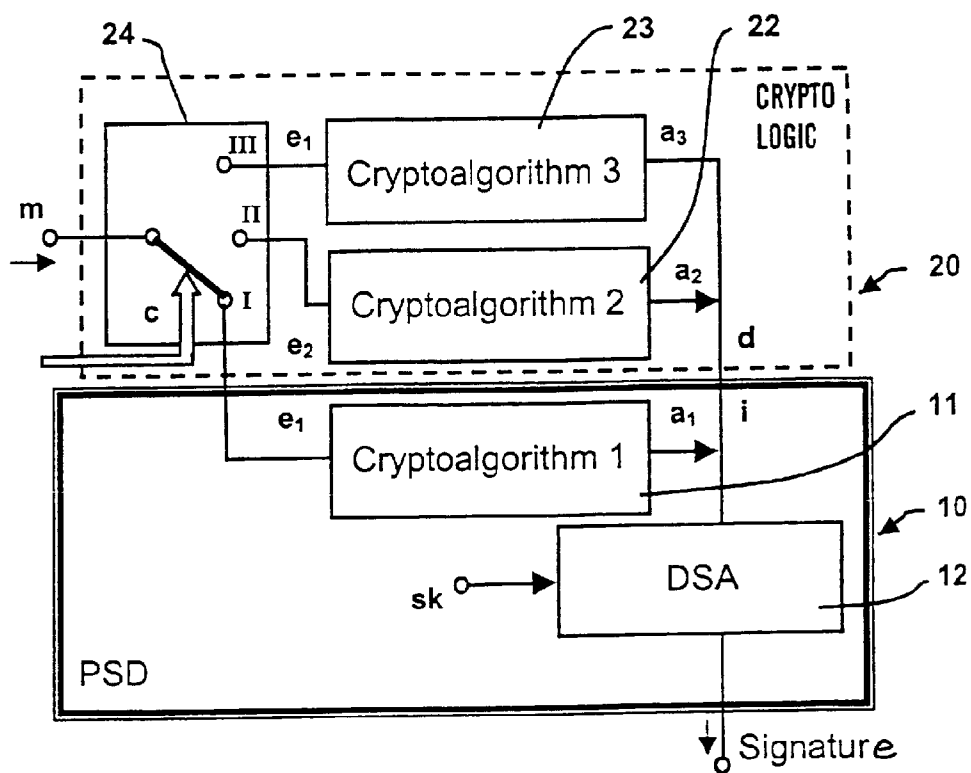 24
23
22
CRYPTO
LOGIC
III
e1
Cryptoalgorithm 3
a3
m
II
20
Cryptoalgorithm 2
a2
c
I
e2
d
e1
Cryptoalgorithm 1
a1
i
11
10
sk
DSA
12
PSD
Signature